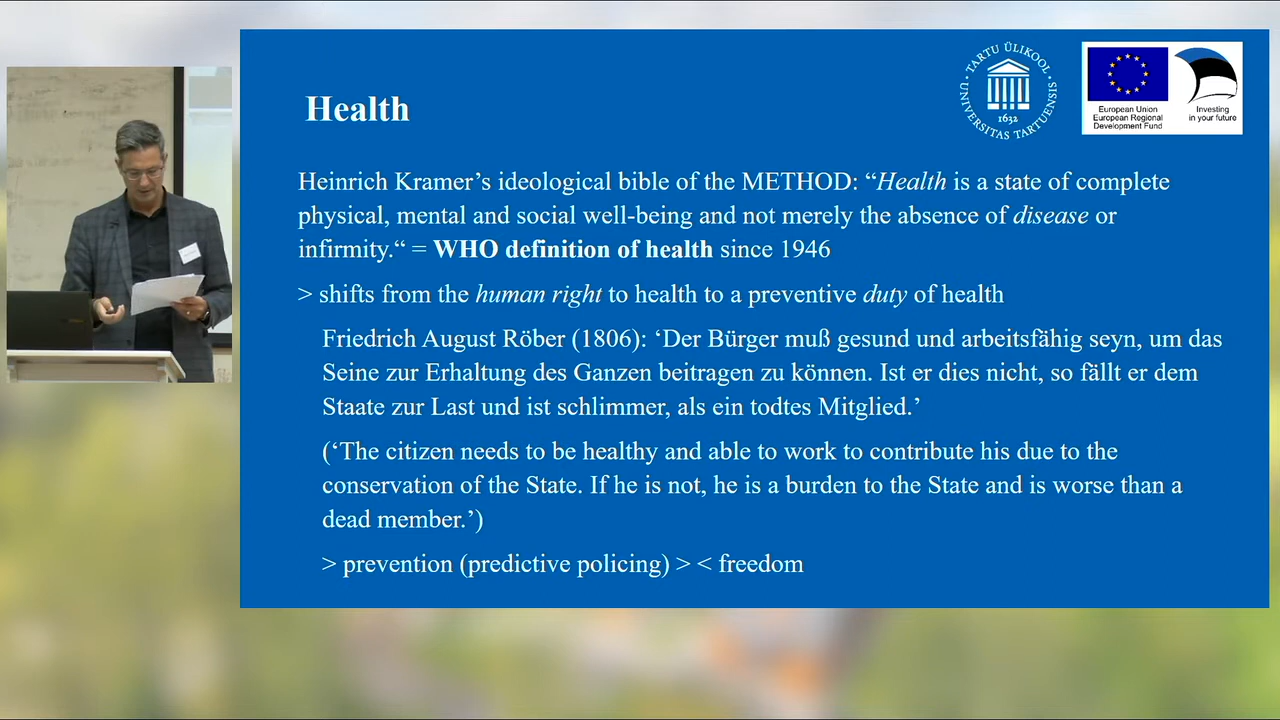 Health
TARTU ÜLIKOOL
UNIVERSITAS TARTUENSIS
1632
European Union
European Regional
Development Fund
Investing
in your future
Heinrich Kramer’s ideological bible of the METHOD: “Health is a state of complete
physical, mental and social well-being and not merely the absence of disease or
infirmity.“ = WHO definition of health since 1946
> shifts from the human right to health to a preventive duty of health
Friedrich August Röber (1806): ‘Der Bürger muß gesund und arbeitsfähig seyn, um das
Seine zur Erhaltung des Ganzen beitragen zu können. Ist er dies nicht, so fällt er dem
Staate zur Last und ist schlimmer, als ein todtes Mitglied.’
(‘The citizen needs to be healthy and able to work to contribute his due to the
conservation of the State. If he is not, he is a burden to the State and is worse than a
dead member.’)
> prevention (predictive policing) > < freedom